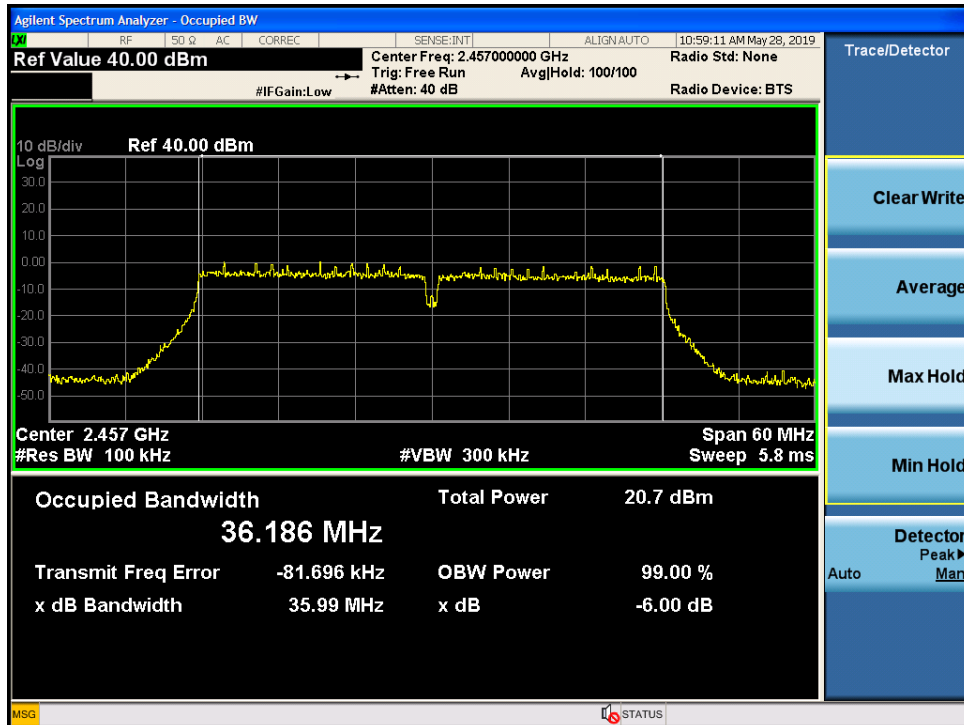 Agilent Spectrum Analyzer - Occupied BW
LXI RF 50 Ω AC CORREC SENSE:INT ALIGN AUTO 10:59:11 AM May 28, 2019
Ref Value 40.00 dBm
Center Freq: 2.457000000 GHz
Radio Std: None
Trig: Free Run
Avg|Hold: 100/100
#IFGain:Low
#Atten: 40 dB
Radio Device: BTS
Trace/Detector
10 dB/div
Ref 40.00 dBm
Log
30.0
20.0
10.0
0.00
-10.0
-20.0
-30.0
-40.0
-50.0
Center 2.457 GHz
Span 60 MHz
#Res BW 100 kHz
#VBW 300 kHz
Sweep 5.8 ms
Occupied Bandwidth
Total Power 20.7 dBm
36.186 MHz
Transmit Freq Error -81.696 kHz
OBW Power 99.00 %
x dB Bandwidth 35.99 MHz
x dB -6.00 dB
Clear Write
Average
Max Hold
Min Hold
Detector
Peak▶
Auto Man
MSG
STATUS